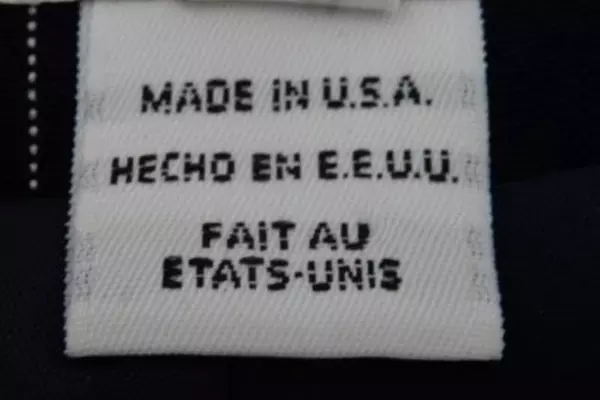 MADE IN U.S.A.
HECHO EN E.E.U.U.
FAIT AU
ETATS-UNIS